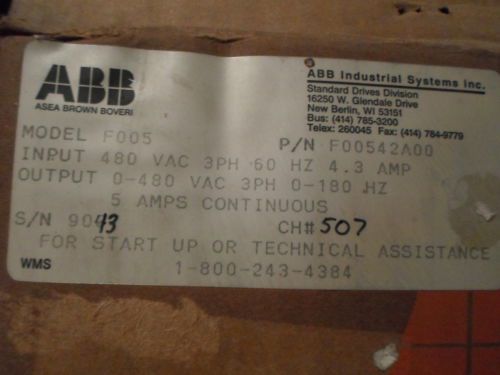 ABB
ASEA BROWN BOVERI
ABB Industrial Systems Inc.
Standard Drives Division
16250 W. Glendale Drive
New Berlin, WI 53151
Bus: (414) 785-3200
Telex: 260045 Fax: (414) 784-9779
MODEL F005 P/N F00542A00
INPUT 480 VAC 3PH 60 HZ 4.3 AMP
OUTPUT 0-480 VAC 3PH 0-180 HZ
5 AMPS CONTINUOUS
S/N 9043 CH# 507
FOR START UP OR TECHNICAL ASSISTANCE
WMS 1-800-243-4384